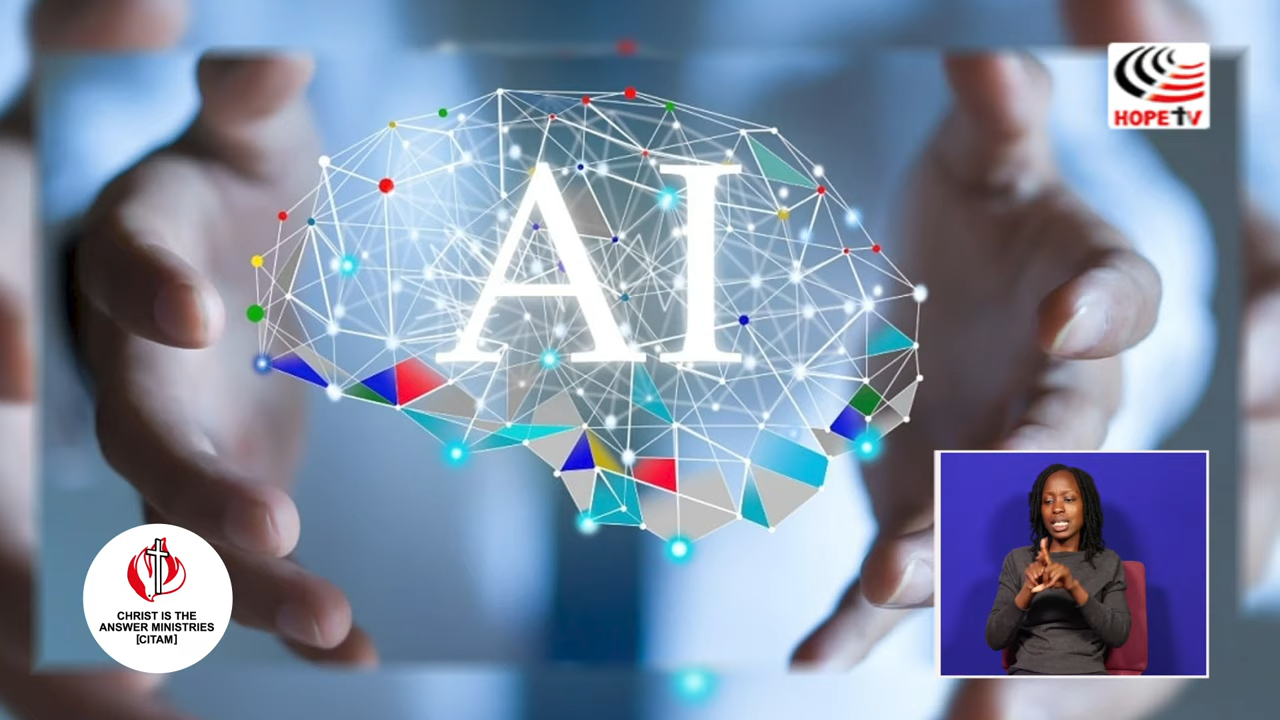 HOPE TV
AI
CHRIST IS THE
ANSWER MINISTRIES
[CITAM]